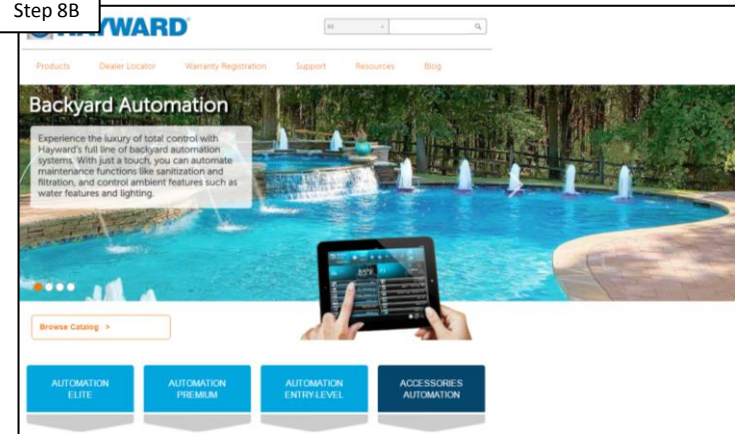 Step 8B
HAYWARD
All
Products Dealer Locator Warranty Registration Support Resources Blog
Backyard Automation
Experience the luxury of total control with
Hayward's full line of backyard automation
systems. With just a touch, you can automate
maintenance functions like sanitization and
filtration, and control ambient features such as
water features and lighting.
Browse Catalog >
AUTOMATION
ELITE
AUTOMATION
PREMIUM
AUTOMATION
ENTRY-LEVEL
ACCESSORIES
AUTOMATION